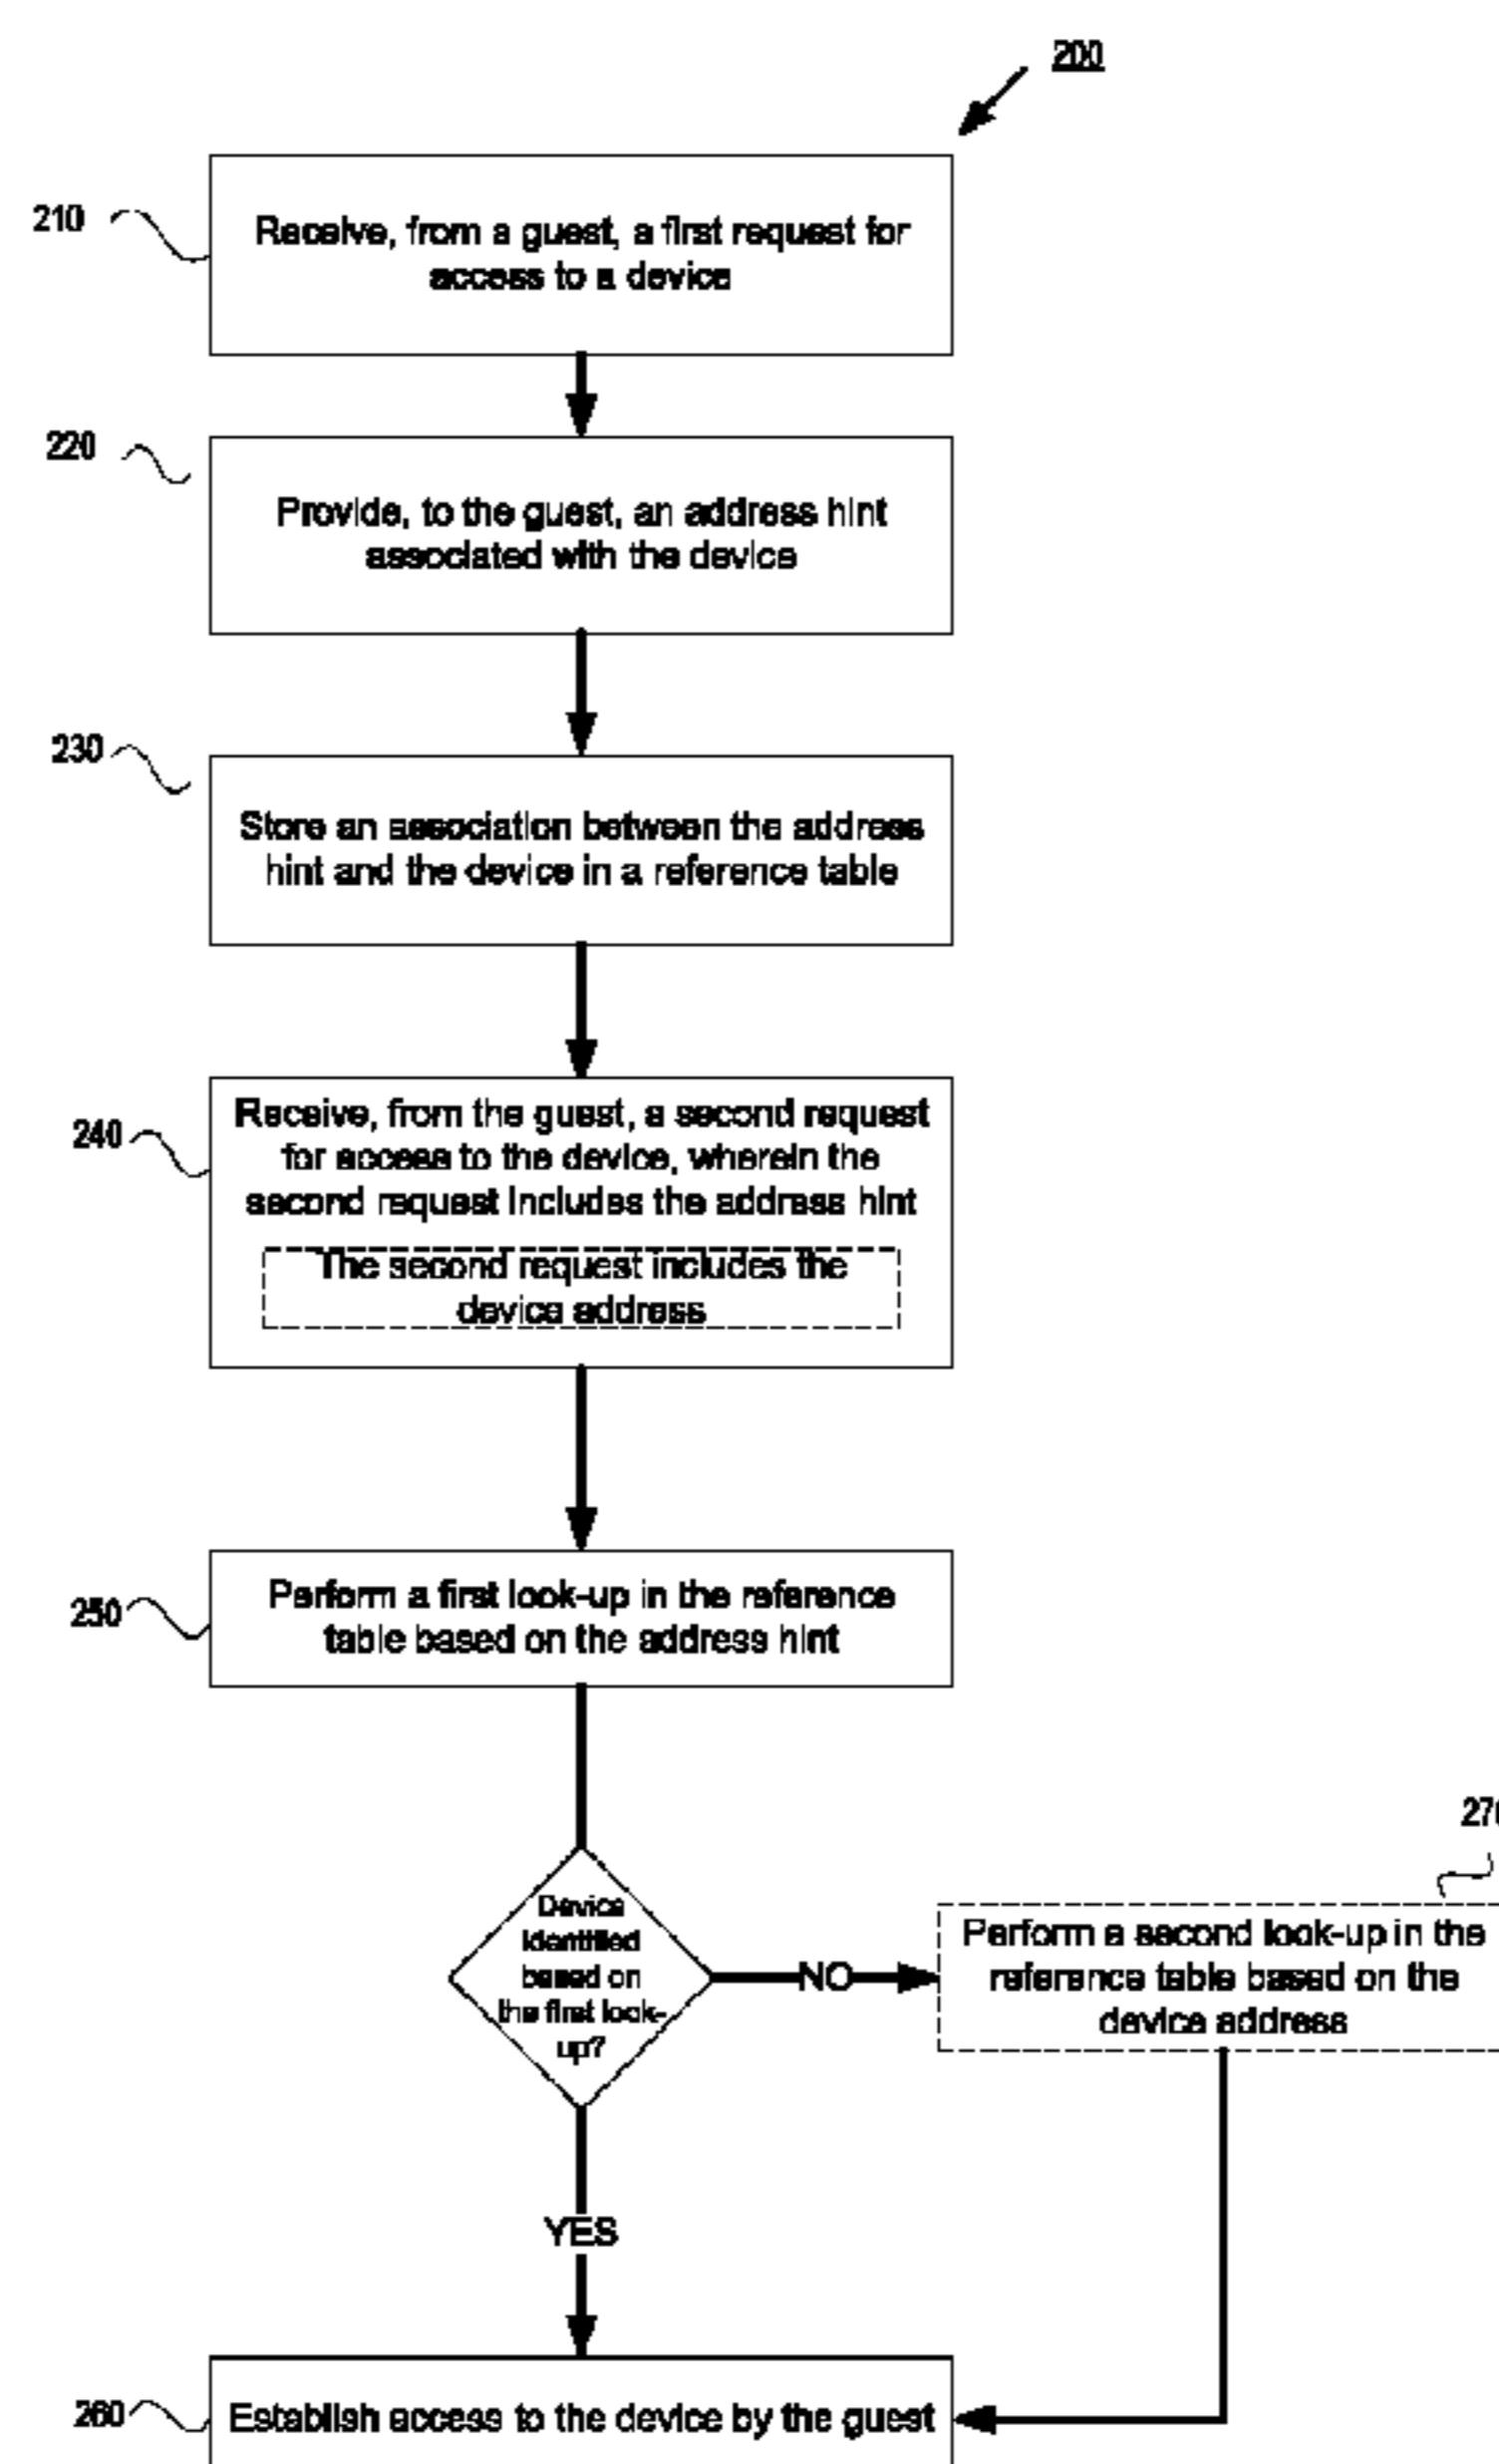 200
210
Receive, from a guest, a first request for
access to a device
220
Provide, to the guest, an address hint
associated with the device
230
Store an association between the address
hint and the device in a reference table
240
Receive, from the guest, a second request
for access to the device, wherein the
second request includes the address hint
The second request includes the
device address
250
Perform a first look-up in the reference
table based on the address hint
Device
identified
based on
the first look-
up?
NO
270
Perform a second look-up in the
reference table based on the
device address
YES
260
Establish access to the device by the guest